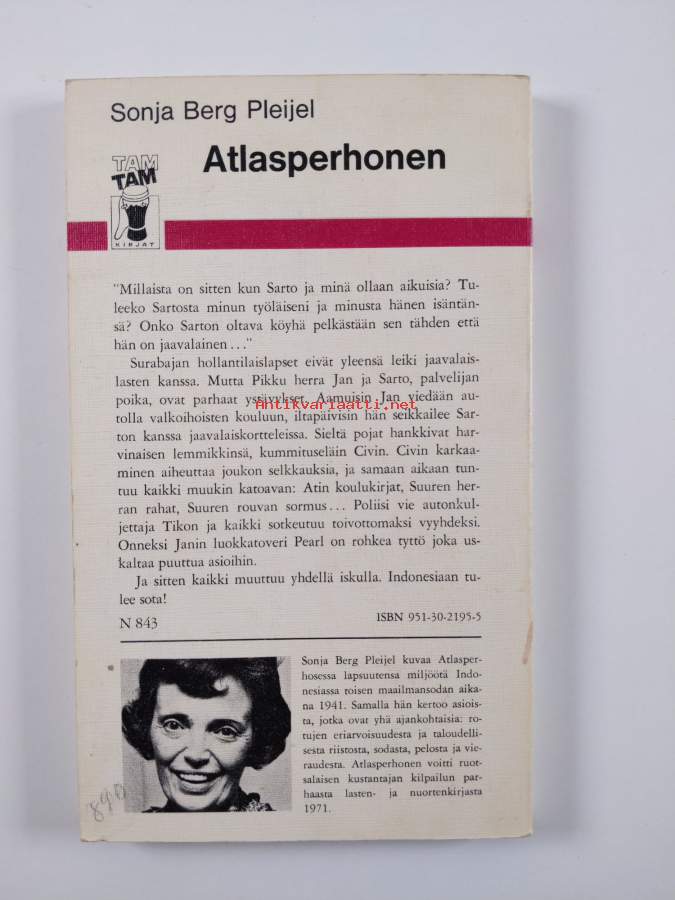 Sonja Berg Pleijel
TAM
TAM
KIRJAT
Atlasperhonen
"Millaista on sitten kun Sarto ja minä ollaan aikuisia? Tu-
leeko Sartosta minun työläiseni ja minusta hänen isäntän-
sä? Onko Sarton oltava köyhä pelkästään sen tähden että
hän on jaavalainen . . ."
Surabajan hollantilaislapset eivät yleensä leiki jaavalais-
lasten kanssa. Mutta Pikku herra Jan ja Sarto, palvelijan
poika, ovat parhaat ystävykset. Aamuisin Jan viedään au-
Antikvariaatti.net
tolla valkoihoisten kouluun, iltapäivisin hän seikkailee Sar-
ton kanssa jaavalaiskortteleissa. Sieltä pojat hankkivat har-
vinaisen lemmikkinsä, kummituseläin Civin. Civin karkaa-
minen aiheuttaa joukon selkkauksia, ja samaan aikaan tun-
tuu kaikki muukin katoavan: Atin koulukirjat, Suuren her-
ran rahat, Suuren rouvan sormus... Poliisi vie autonkul-
jettaja Tikon ja kaikki sotkeutuu toivottomaksi vyyhdeksi.
Onneksi Janin luokkatoveri Pearl on rohkea tyttö joka us-
kaltaa puuttua asioihin.
Ja sitten kaikki muuttuu yhdellä iskulla. Indonesiaan tu-
lee sota!
N 843
ISBN 951-30-2195-5
Sonja Berg Pleijel kuvaa Atlasper-
hosessa lapsuutensa miljöötä Indo-
nesiassa toisen maailmansodan aika-
na 1941. Samalla hän kertoo asiois-
ta, jotka ovat yhä ajankohtaisia: ro-
tujen eriarvoisuudesta ja taloudelli-
sesta riistosta, sodasta, pelosta ja vie-
raudesta. Atlasperhonen voitti ruot-
salaisen kustantajan kilpailun par-
haasta lasten- ja nuortenkirjasta
1971.